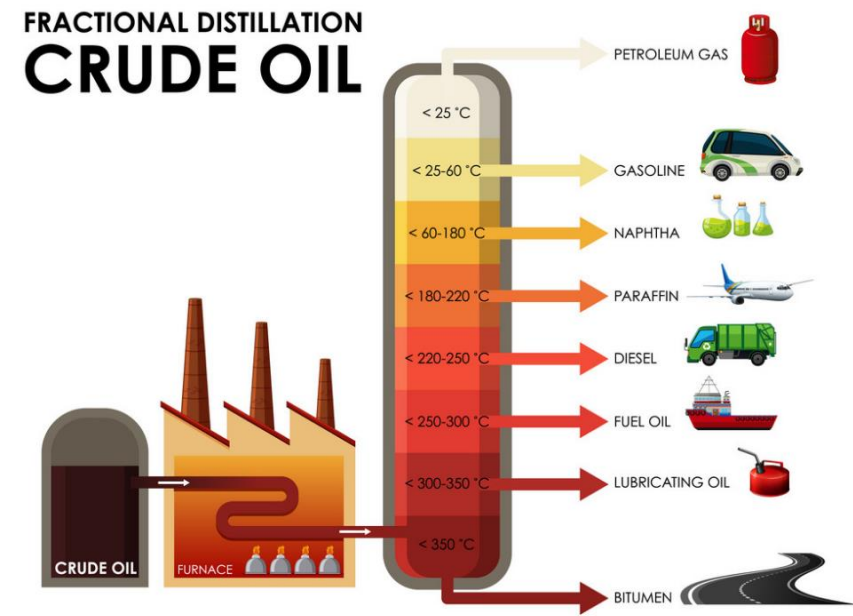 FRACTIONAL DISTILLATION
CRUDE OIL
< 25 °C
PETROLEUM GAS
< 25-60 °C
GASOLINE
< 60-180 °C
NAPHTHA
< 180-220 °C
PARAFFIN
< 220-250 °C
DIESEL
< 250-300 °C
FUEL OIL
< 300-350 °C
LUBRICATING OIL
< 350 °C
BITUMEN
CRUDE OIL
FURNACE